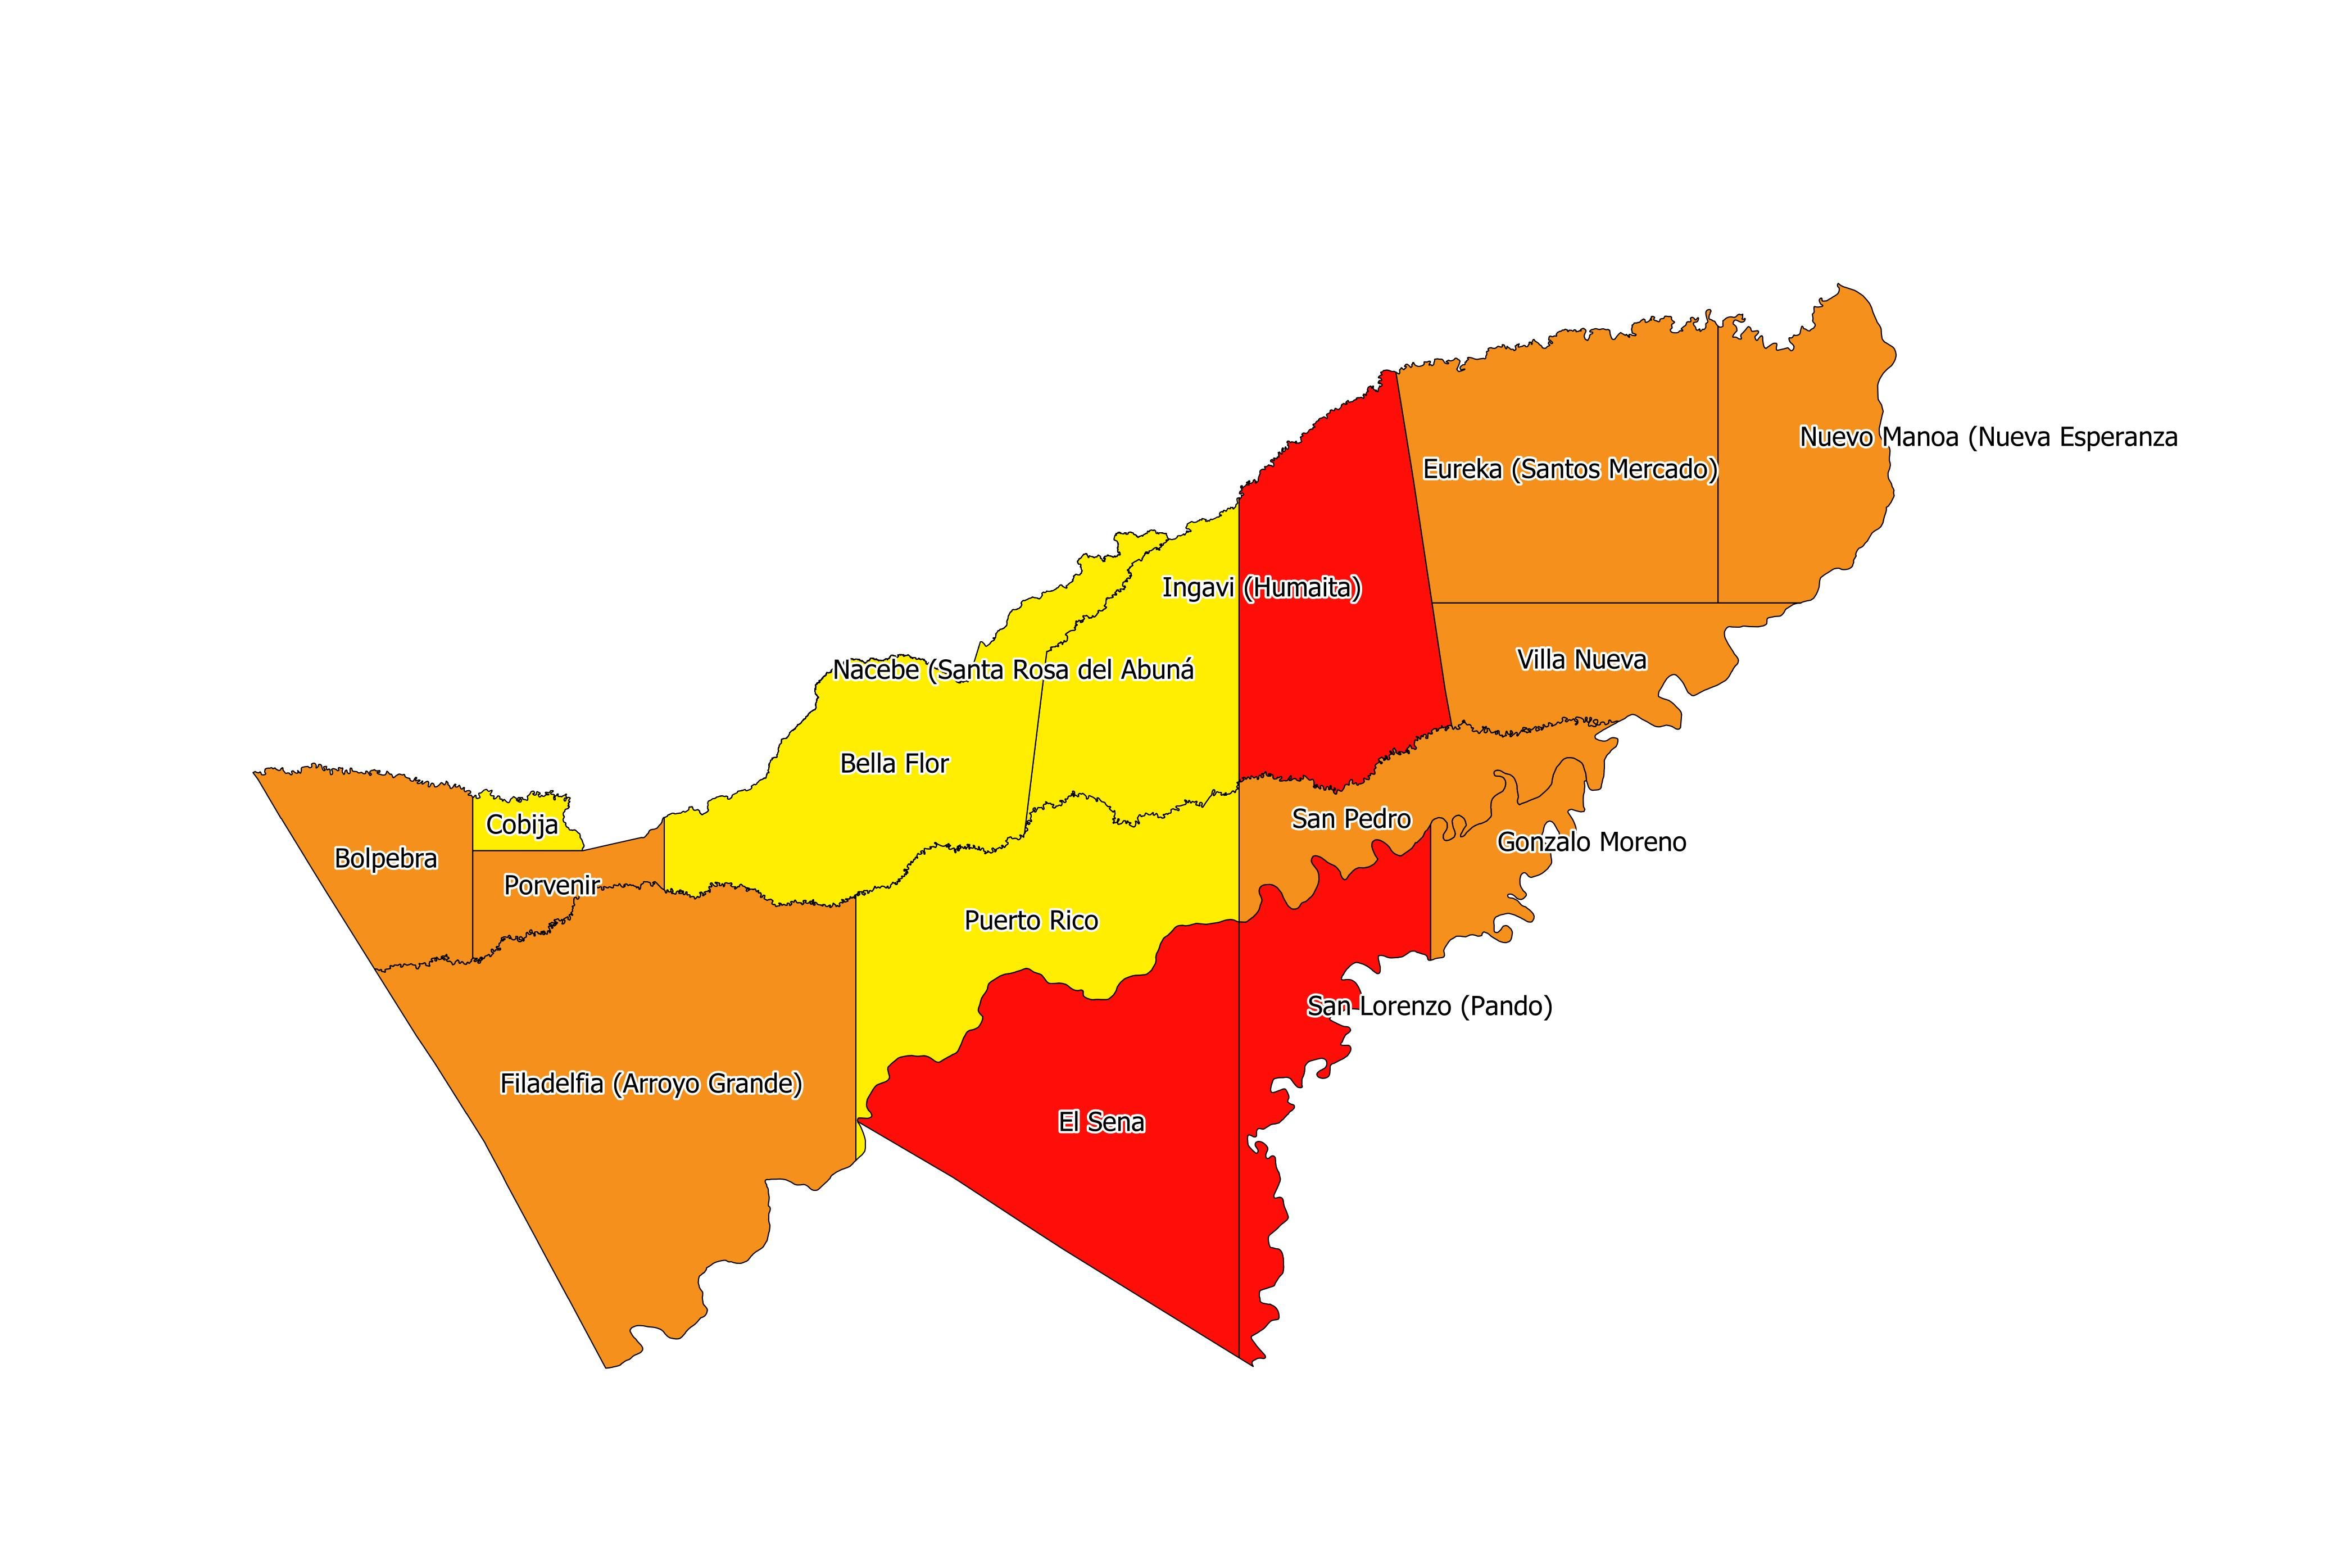 Nuevo Manoa (Nueva Esperanza
Eureka (Santos Mercado)
Ingavi (Humaita)
Villa Nueva
Nacebe (Santa Rosa del Abuná
Bella Flor
San Pedro
Cobija
Gonzalo Moreno
Bolpebra
Porvenir
Puerto Rico
San Lorenzo (Pando)
Filadelfia (Arroyo Grande)
El Sena